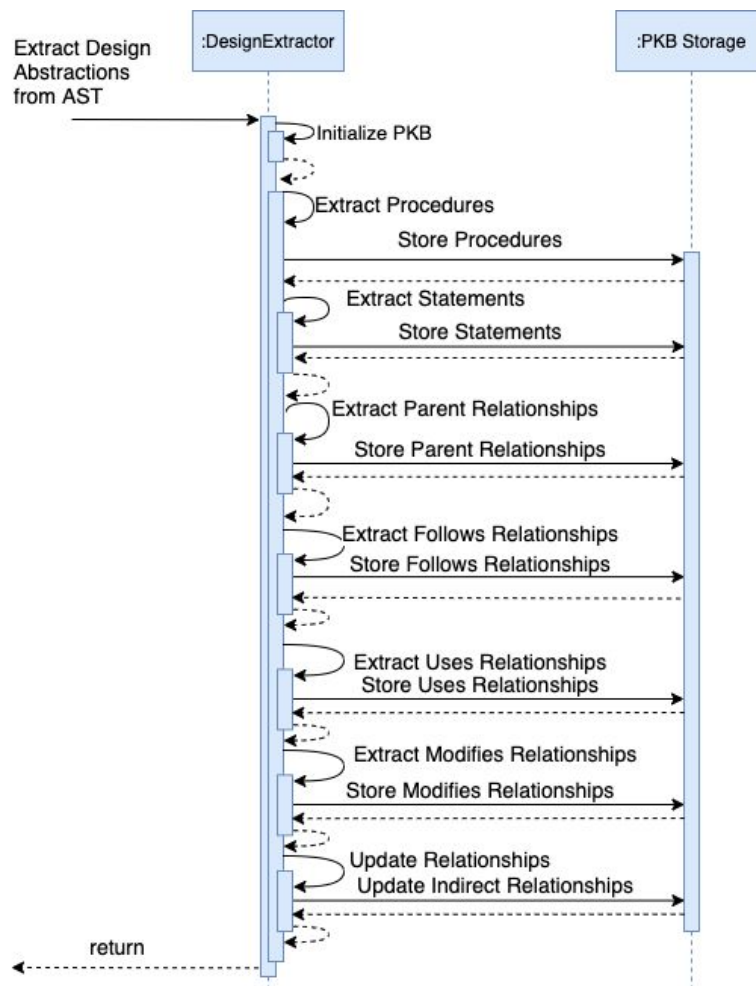 :DesignExtractor
:PKB Storage
Extract Design
Abstractions
from AST
Initialize PKB
Extract Procedures
Store Procedures
Extract Statements
Store Statements
Extract Parent Relationships
Store Parent Relationships
Extract Follows Relationships
Store Follows Relationships
Extract Uses Relationships
Store Uses Relationships
Extract Modifies Relationships
Store Modifies Relationships
Update Relationships
Update Indirect Relationships
return